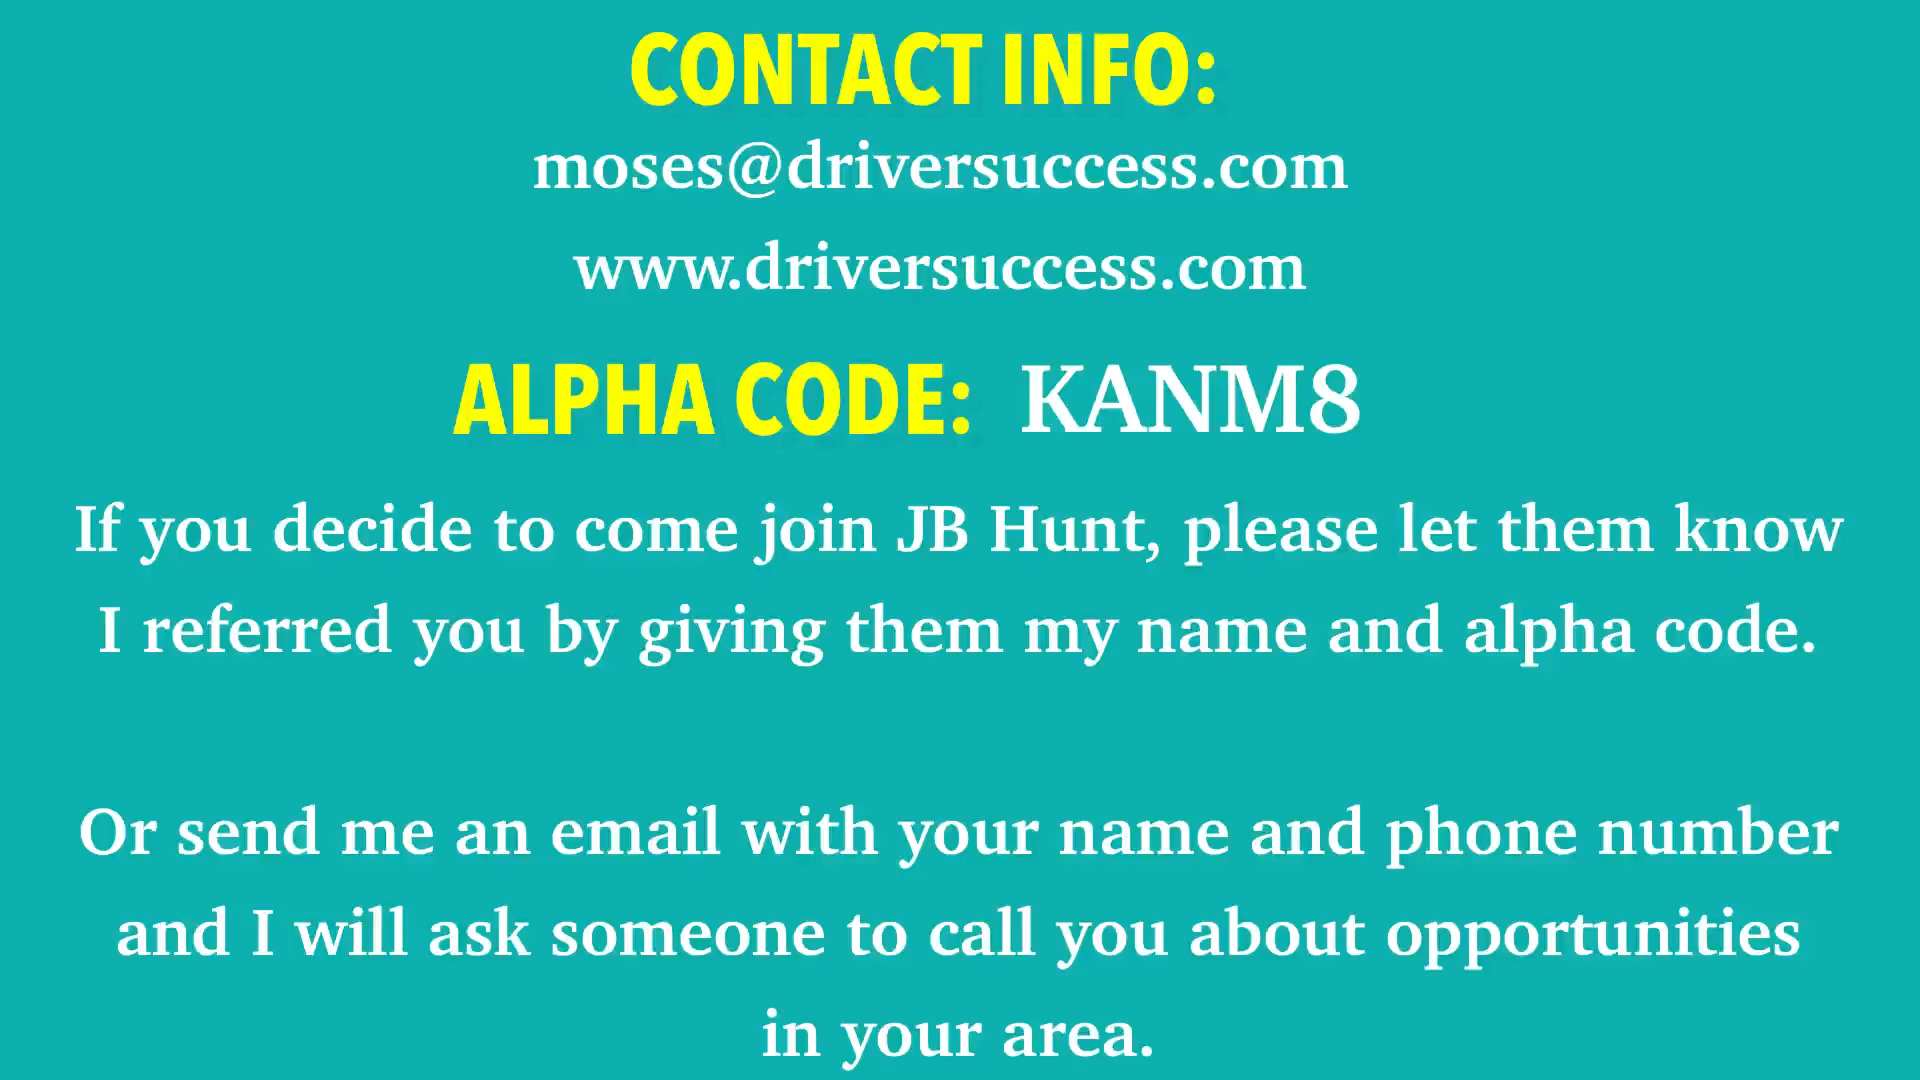 CONTACT INFO:
moses@driversuccess.com
www.driversuccess.com
ALPHA CODE: KANM8
If you decide to come join JB Hunt, please let them know
I referred you by giving them my name and alpha code.
Or send me an email with your name and phone number
and I will ask someone to call you about opportunities
in your area.